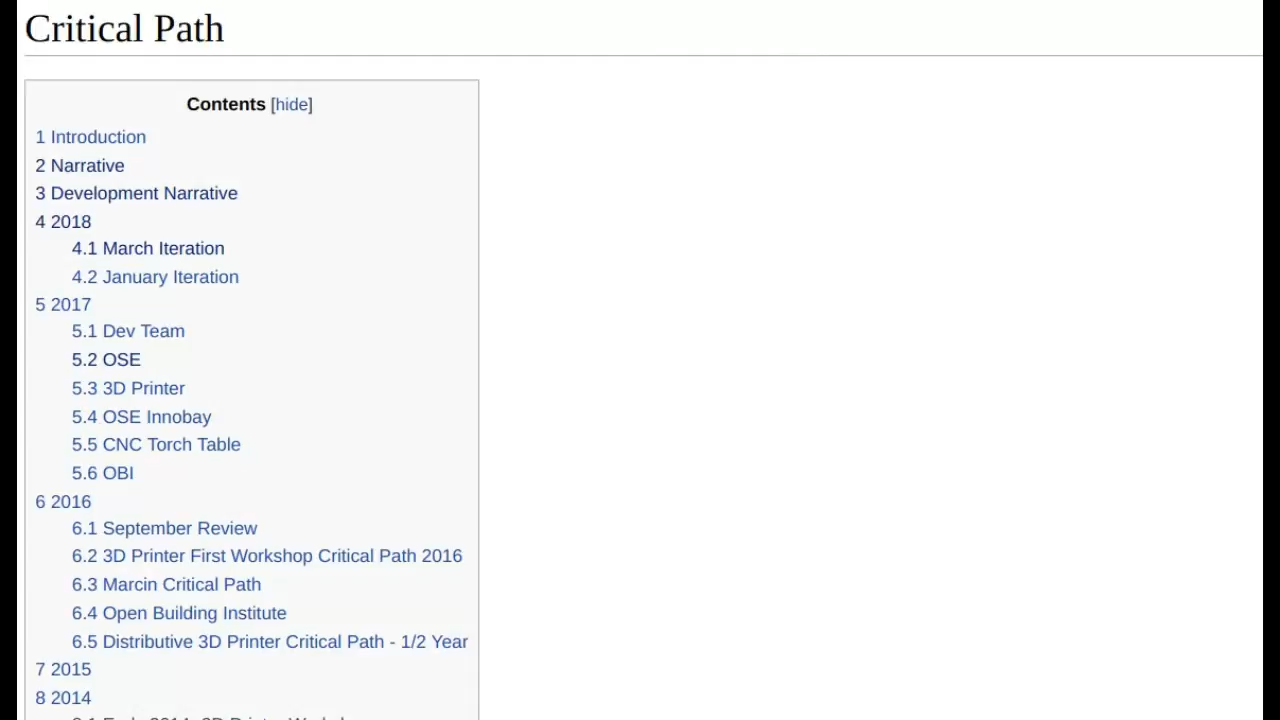 Critical Path
Contents [hide]
1 Introduction
2 Narrative
3 Development Narrative
4 2018
4.1 March Iteration
4.2 January Iteration
5 2017
5.1 Dev Team
5.2 OSE
5.3 3D Printer
5.4 OSE Innobay
5.5 CNC Torch Table
5.6 OBI
6 2016
6.1 September Review
6.2 3D Printer First Workshop Critical Path 2016
6.3 Marcin Critical Path
6.4 Open Building Institute
6.5 Distributive 3D Printer Critical Path - 1/2 Year
7 2015
8 2014